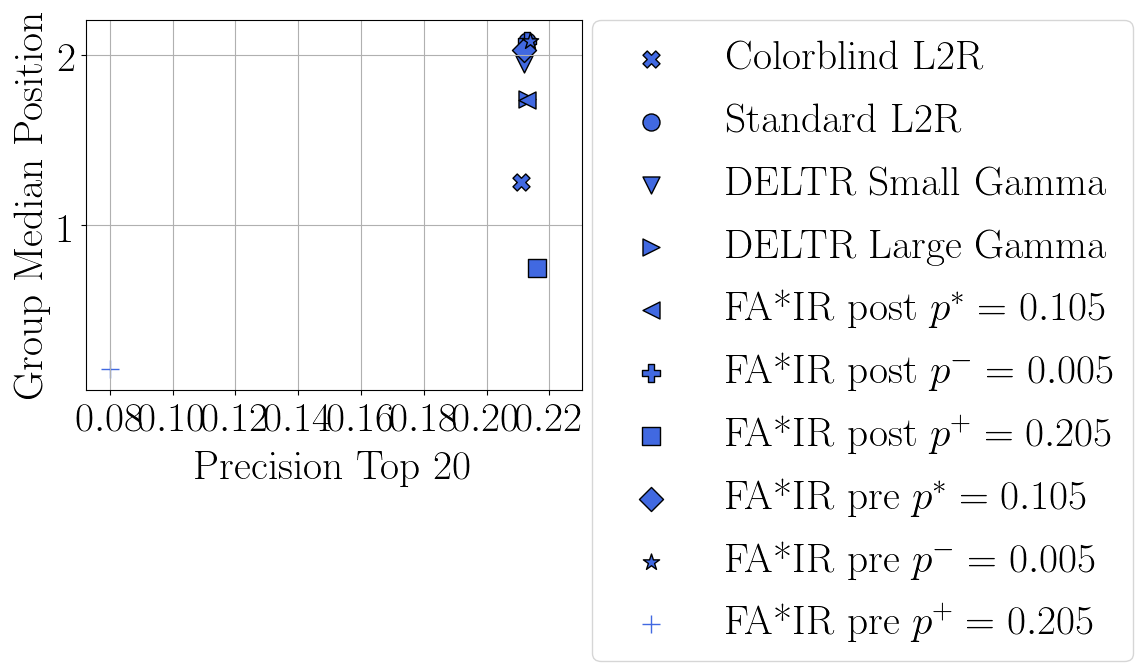 Group Median Position
2
1
0.08 0.10 0.12 0.14 0.16 0.18 0.20 0.22
Precision Top 20
Colorblind L2R
Standard L2R
DELTR Small Gamma
DELTR Large Gamma
FA*IR post p* = 0.105
FA*IR post p⁻ = 0.005
FA*IR post p⁺ = 0.205
FA*IR pre p* = 0.105
FA*IR pre p⁻ = 0.005
FA*IR pre p⁺ = 0.205